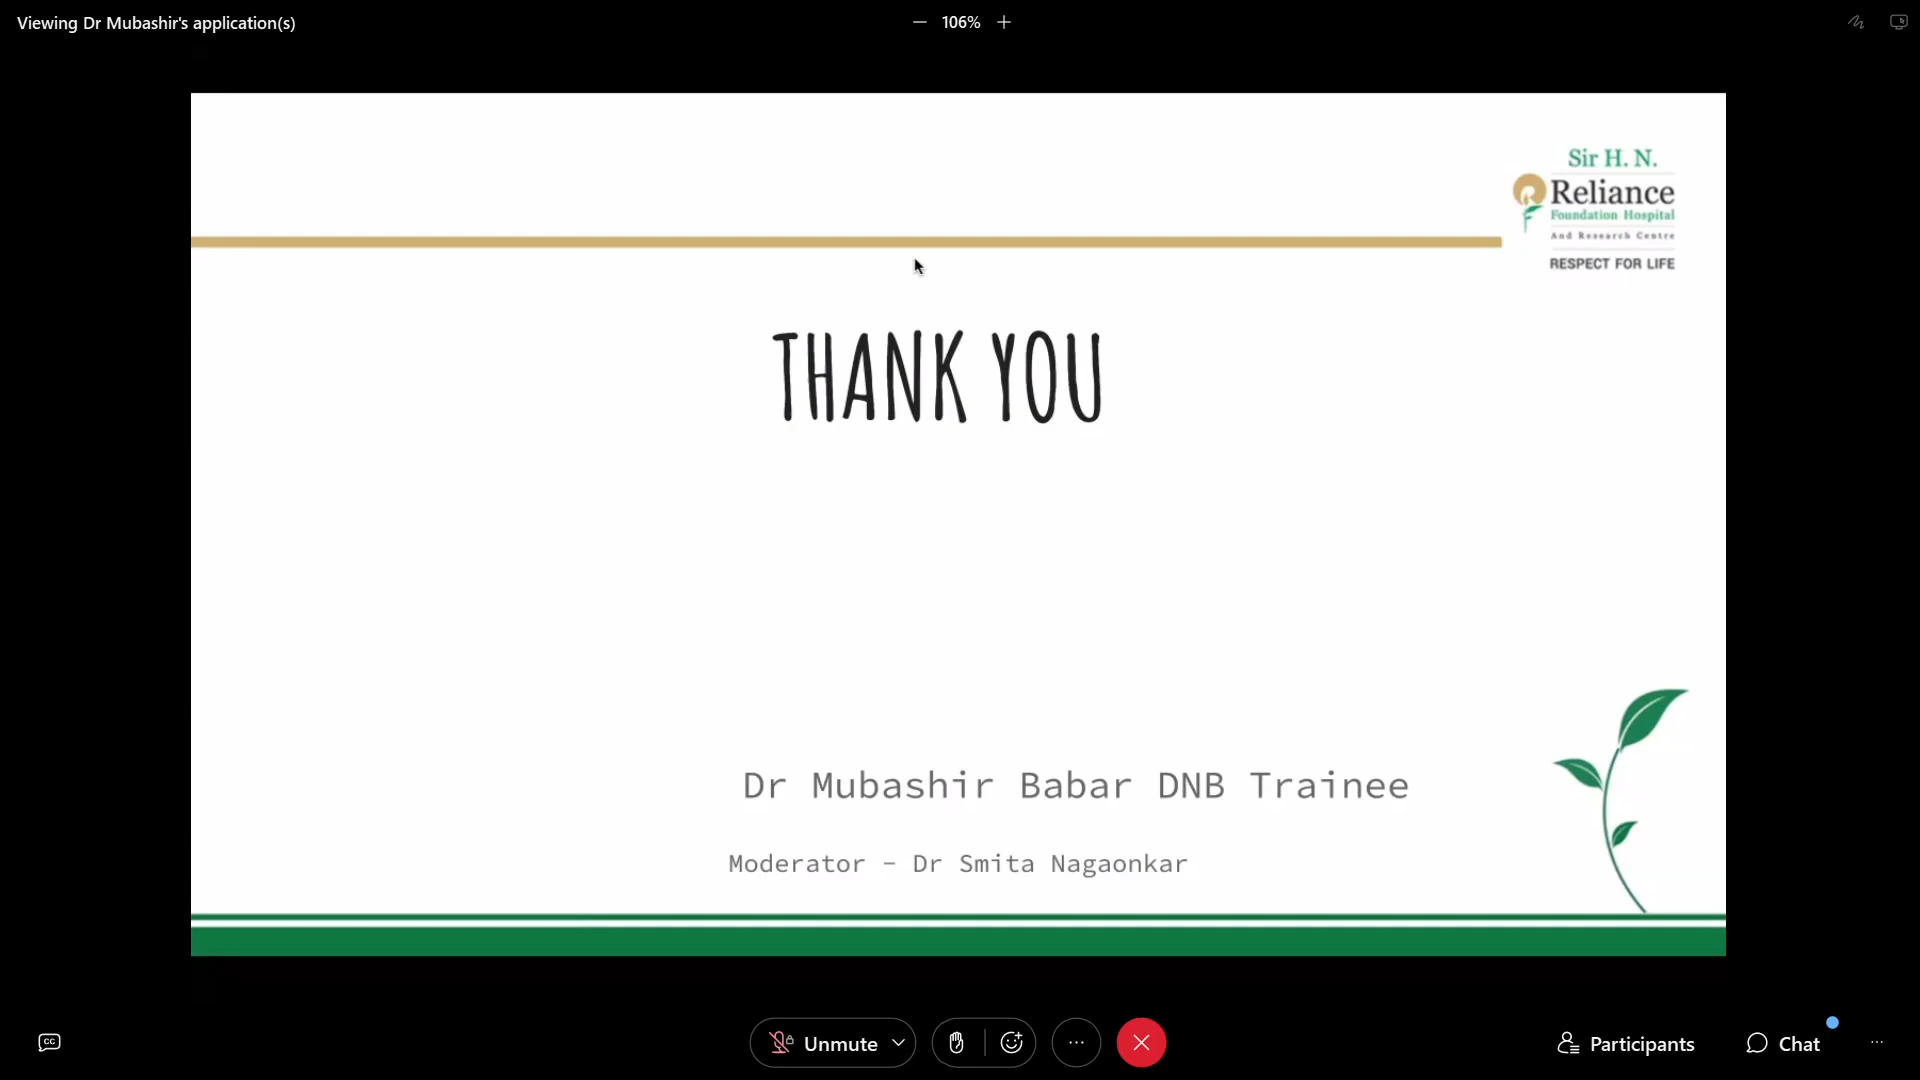 Viewing Dr Mubashir's application(s)
106%
Sir H. N.
Reliance
Foundation Hospital
And Research Centre
RESPECT FOR LIFE
THANK YOU
Dr Mubashir Babar DNB Trainee
Moderator – Dr Smita Nagaonkar
CC
Unmute
Participants
Chat